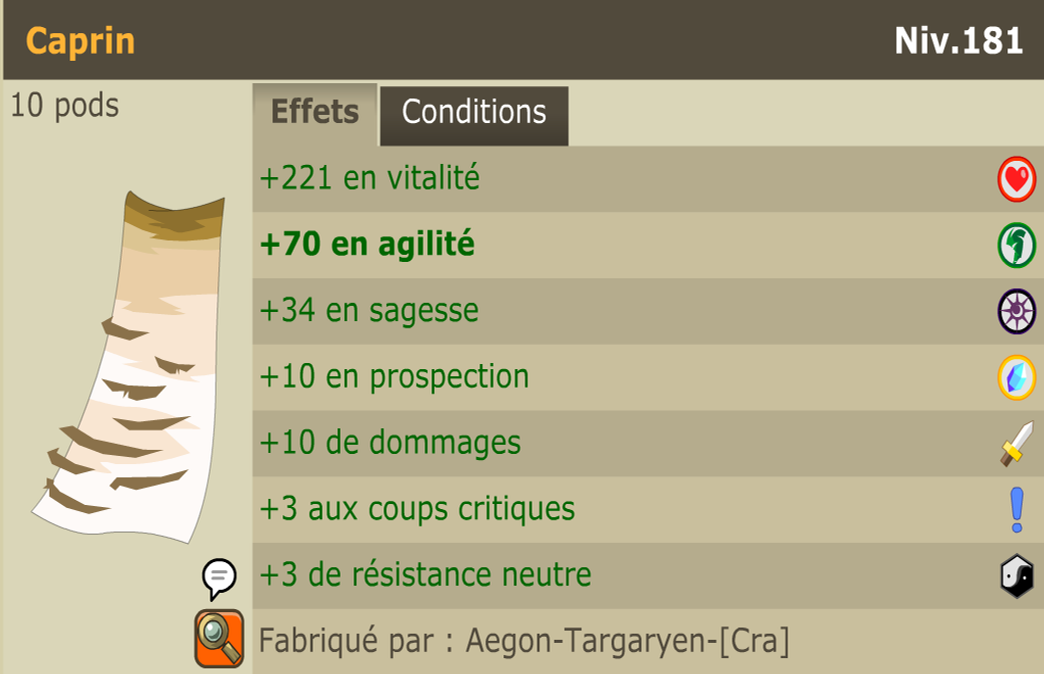 Caprin
Niv.181
10 pods
Effets
Conditions
+221 en vitalité
+70 en agilité
+34 en sagesse
+10 en prospection
+10 de dommages
+3 aux coups critiques
+3 de résistance neutre
Fabriqué par : Aegon-Targaryen-[Cra]